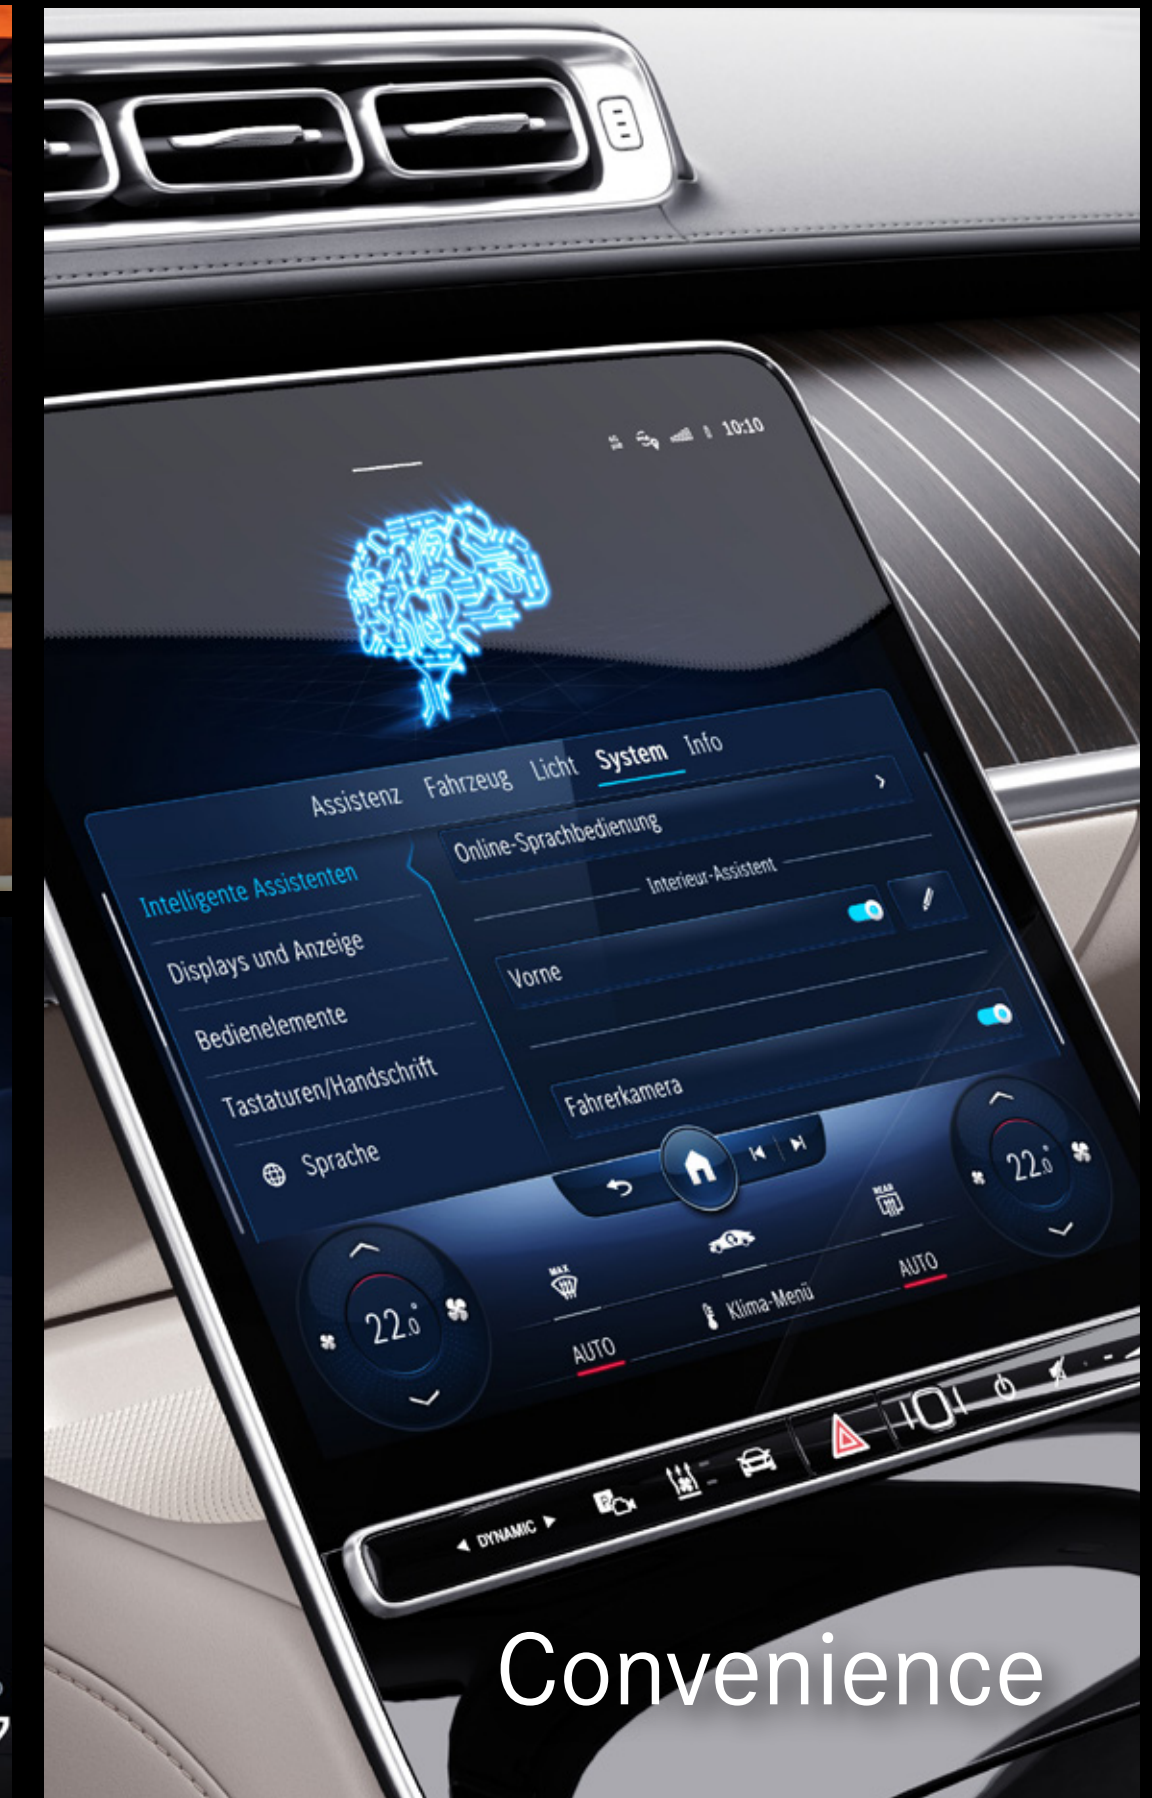 10:10
Assistenz Fahrzeug Licht System Info
Intelligente Assistenten
Displays und Anzeige
Bedienelemente
Tastaturen/Handschrift
Sprache
Online-Sprachbedienung
Interieur-Assistent
Vorne
Fahrerkamera
22.0°
MAX
REAR
22.0°
AUTO
Klima-Menü
AUTO
DYNAMIC
Convenience